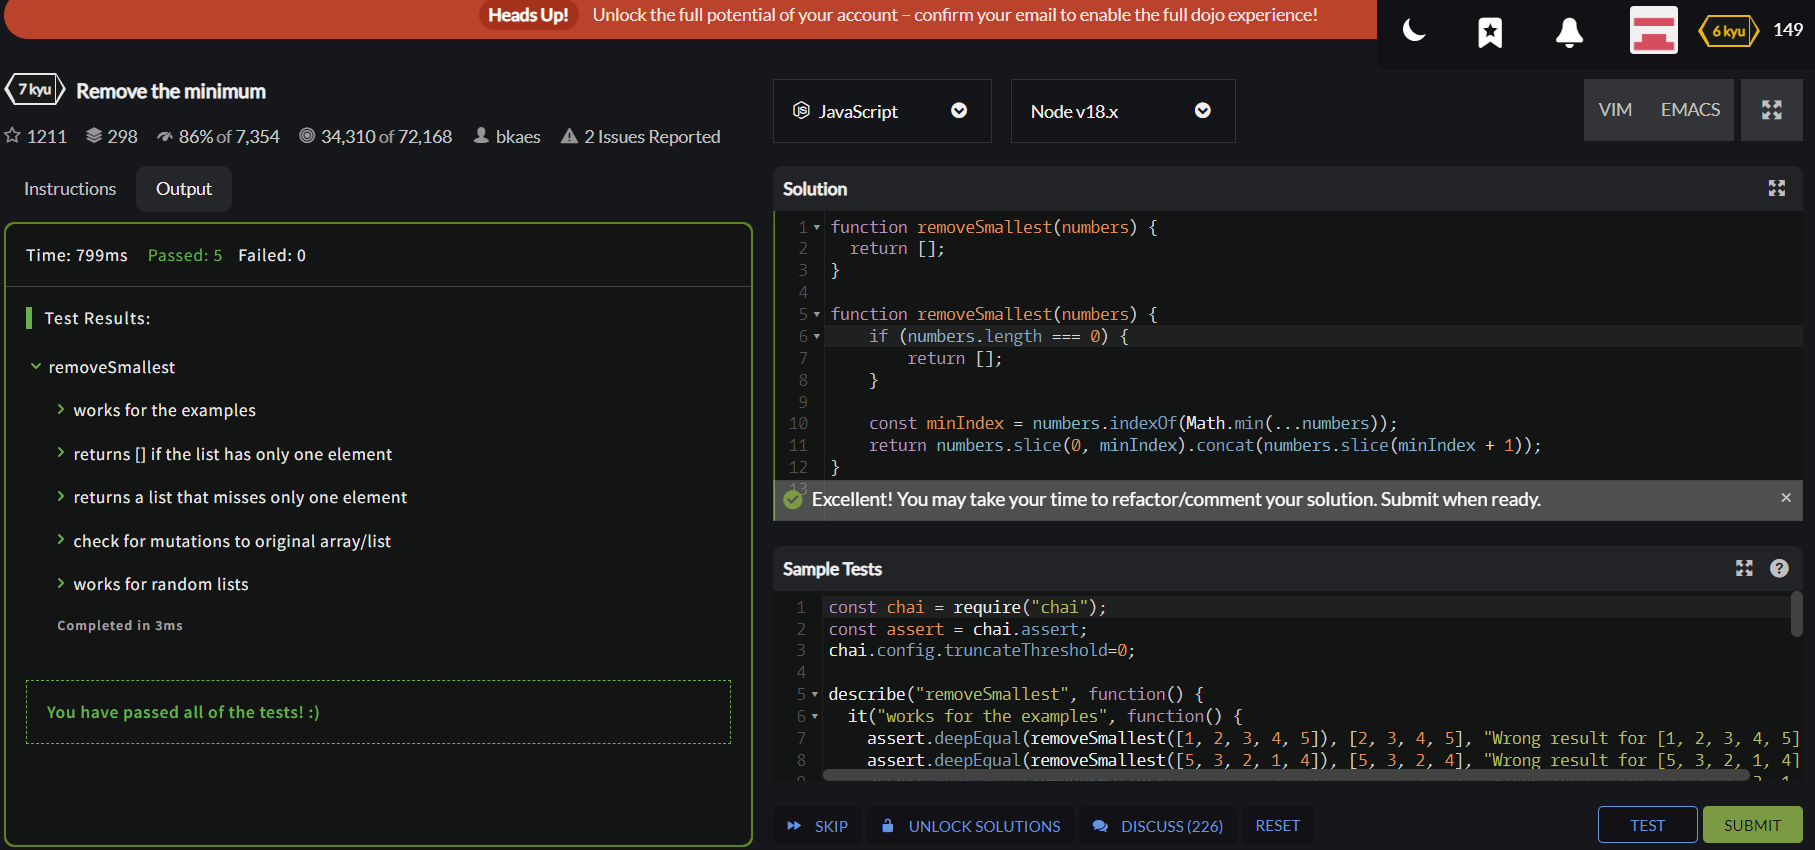 Heads Up! Unlock the full potential of your account – confirm your email to enable the full dojo experience!
6 kyu 149
7 kyu Remove the minimum
1211 298 86% of 7,354 34,310 of 72,168 bkaes 2 Issues Reported
Instructions Output
Time: 799ms Passed: 5 Failed: 0
Test Results:
removeSmallest
works for the examples
returns [] if the list has only one element
returns a list that misses only one element
check for mutations to original array/list
works for random lists
Completed in 3ms
You have passed all of the tests! :)
JavaScript Node v18.x VIM EMACS
Solution
1 function removeSmallest(numbers) {
2 return [];
3 }
4
5 function removeSmallest(numbers) {
6 if (numbers.length === 0) {
7 return [];
8 }
9
10 const minIndex = numbers.indexOf(Math.min(...numbers));
11 return numbers.slice(0, minIndex).concat(numbers.slice(minIndex + 1));
12 }
13
Excellent! You may take your time to refactor/comment your solution. Submit when ready. ×
Sample Tests ?
1 const chai = require("chai");
2 const assert = chai.assert;
3 chai.config.truncateThreshold=0;
4
5 describe("removeSmallest", function() {
6 it("works for the examples", function() {
7 assert.deepEqual(removeSmallest([1, 2, 3, 4, 5]), [2, 3, 4, 5], "Wrong result for [1, 2, 3, 4, 5]
8 assert.deepEqual(removeSmallest([5, 3, 2, 1, 4]), [5, 3, 2, 4], "Wrong result for [5, 3, 2, 1, 4]
SKIP UNLOCK SOLUTIONS DISCUSS (226) RESET TEST SUBMIT